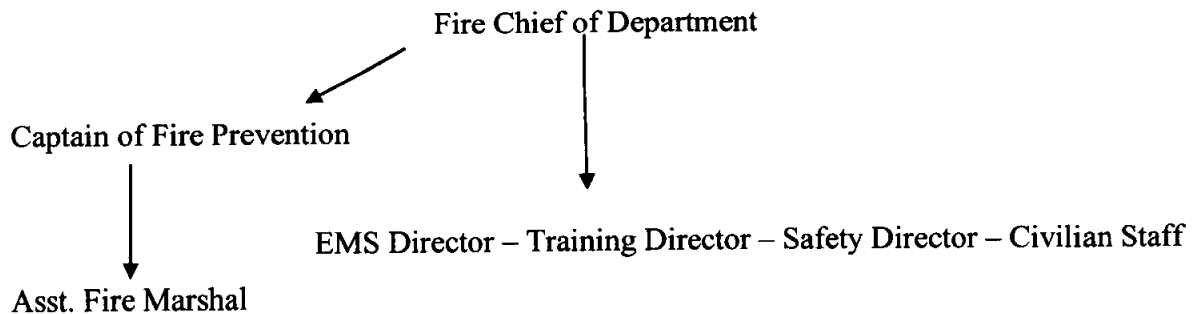 Fire Chief of Department
Captain of Fire Prevention
EMS Director – Training Director – Safety Director – Civilian Staff
Asst. Fire Marshal